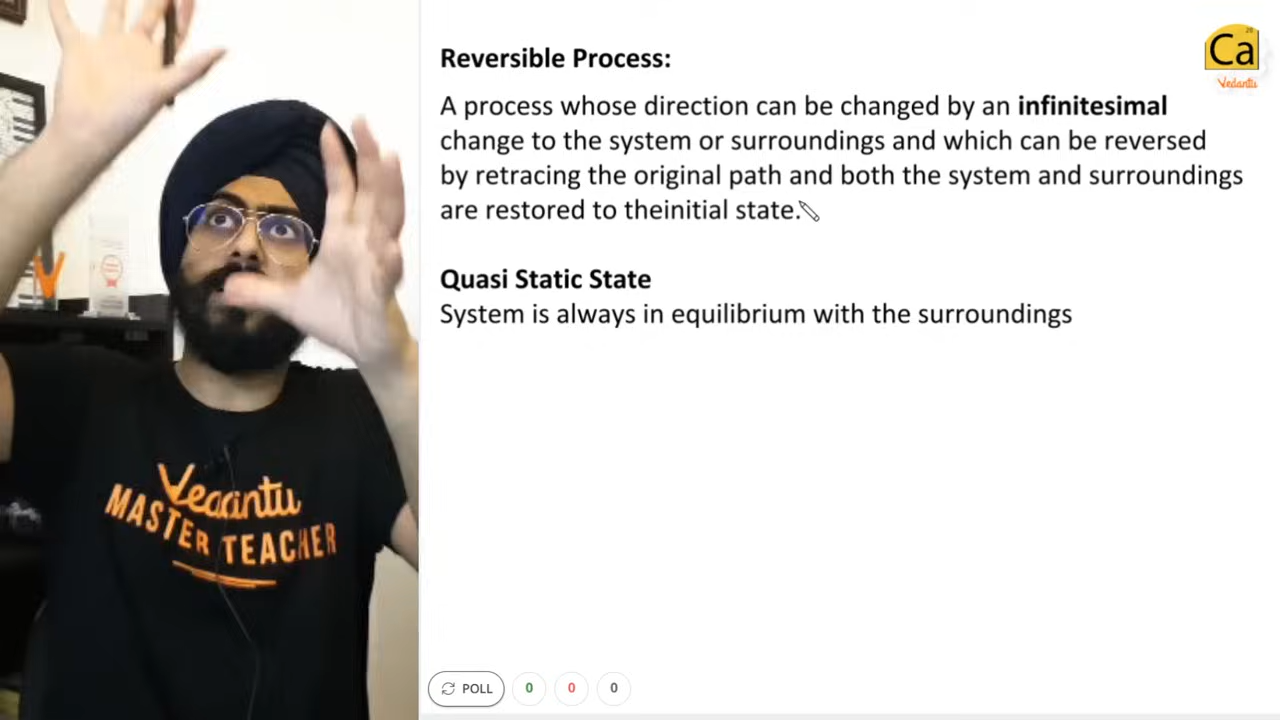 Reversible Process:
A process whose direction can be changed by an infinitesimal
change to the system or surroundings and which can be reversed
by retracing the original path and both the system and surroundings
are restored to theinitial state.
Quasi Static State
System is always in equilibrium with the surroundings
20
Ca
Vedantu
Vedantu
MASTER TEACHER
POLL
0
0
0